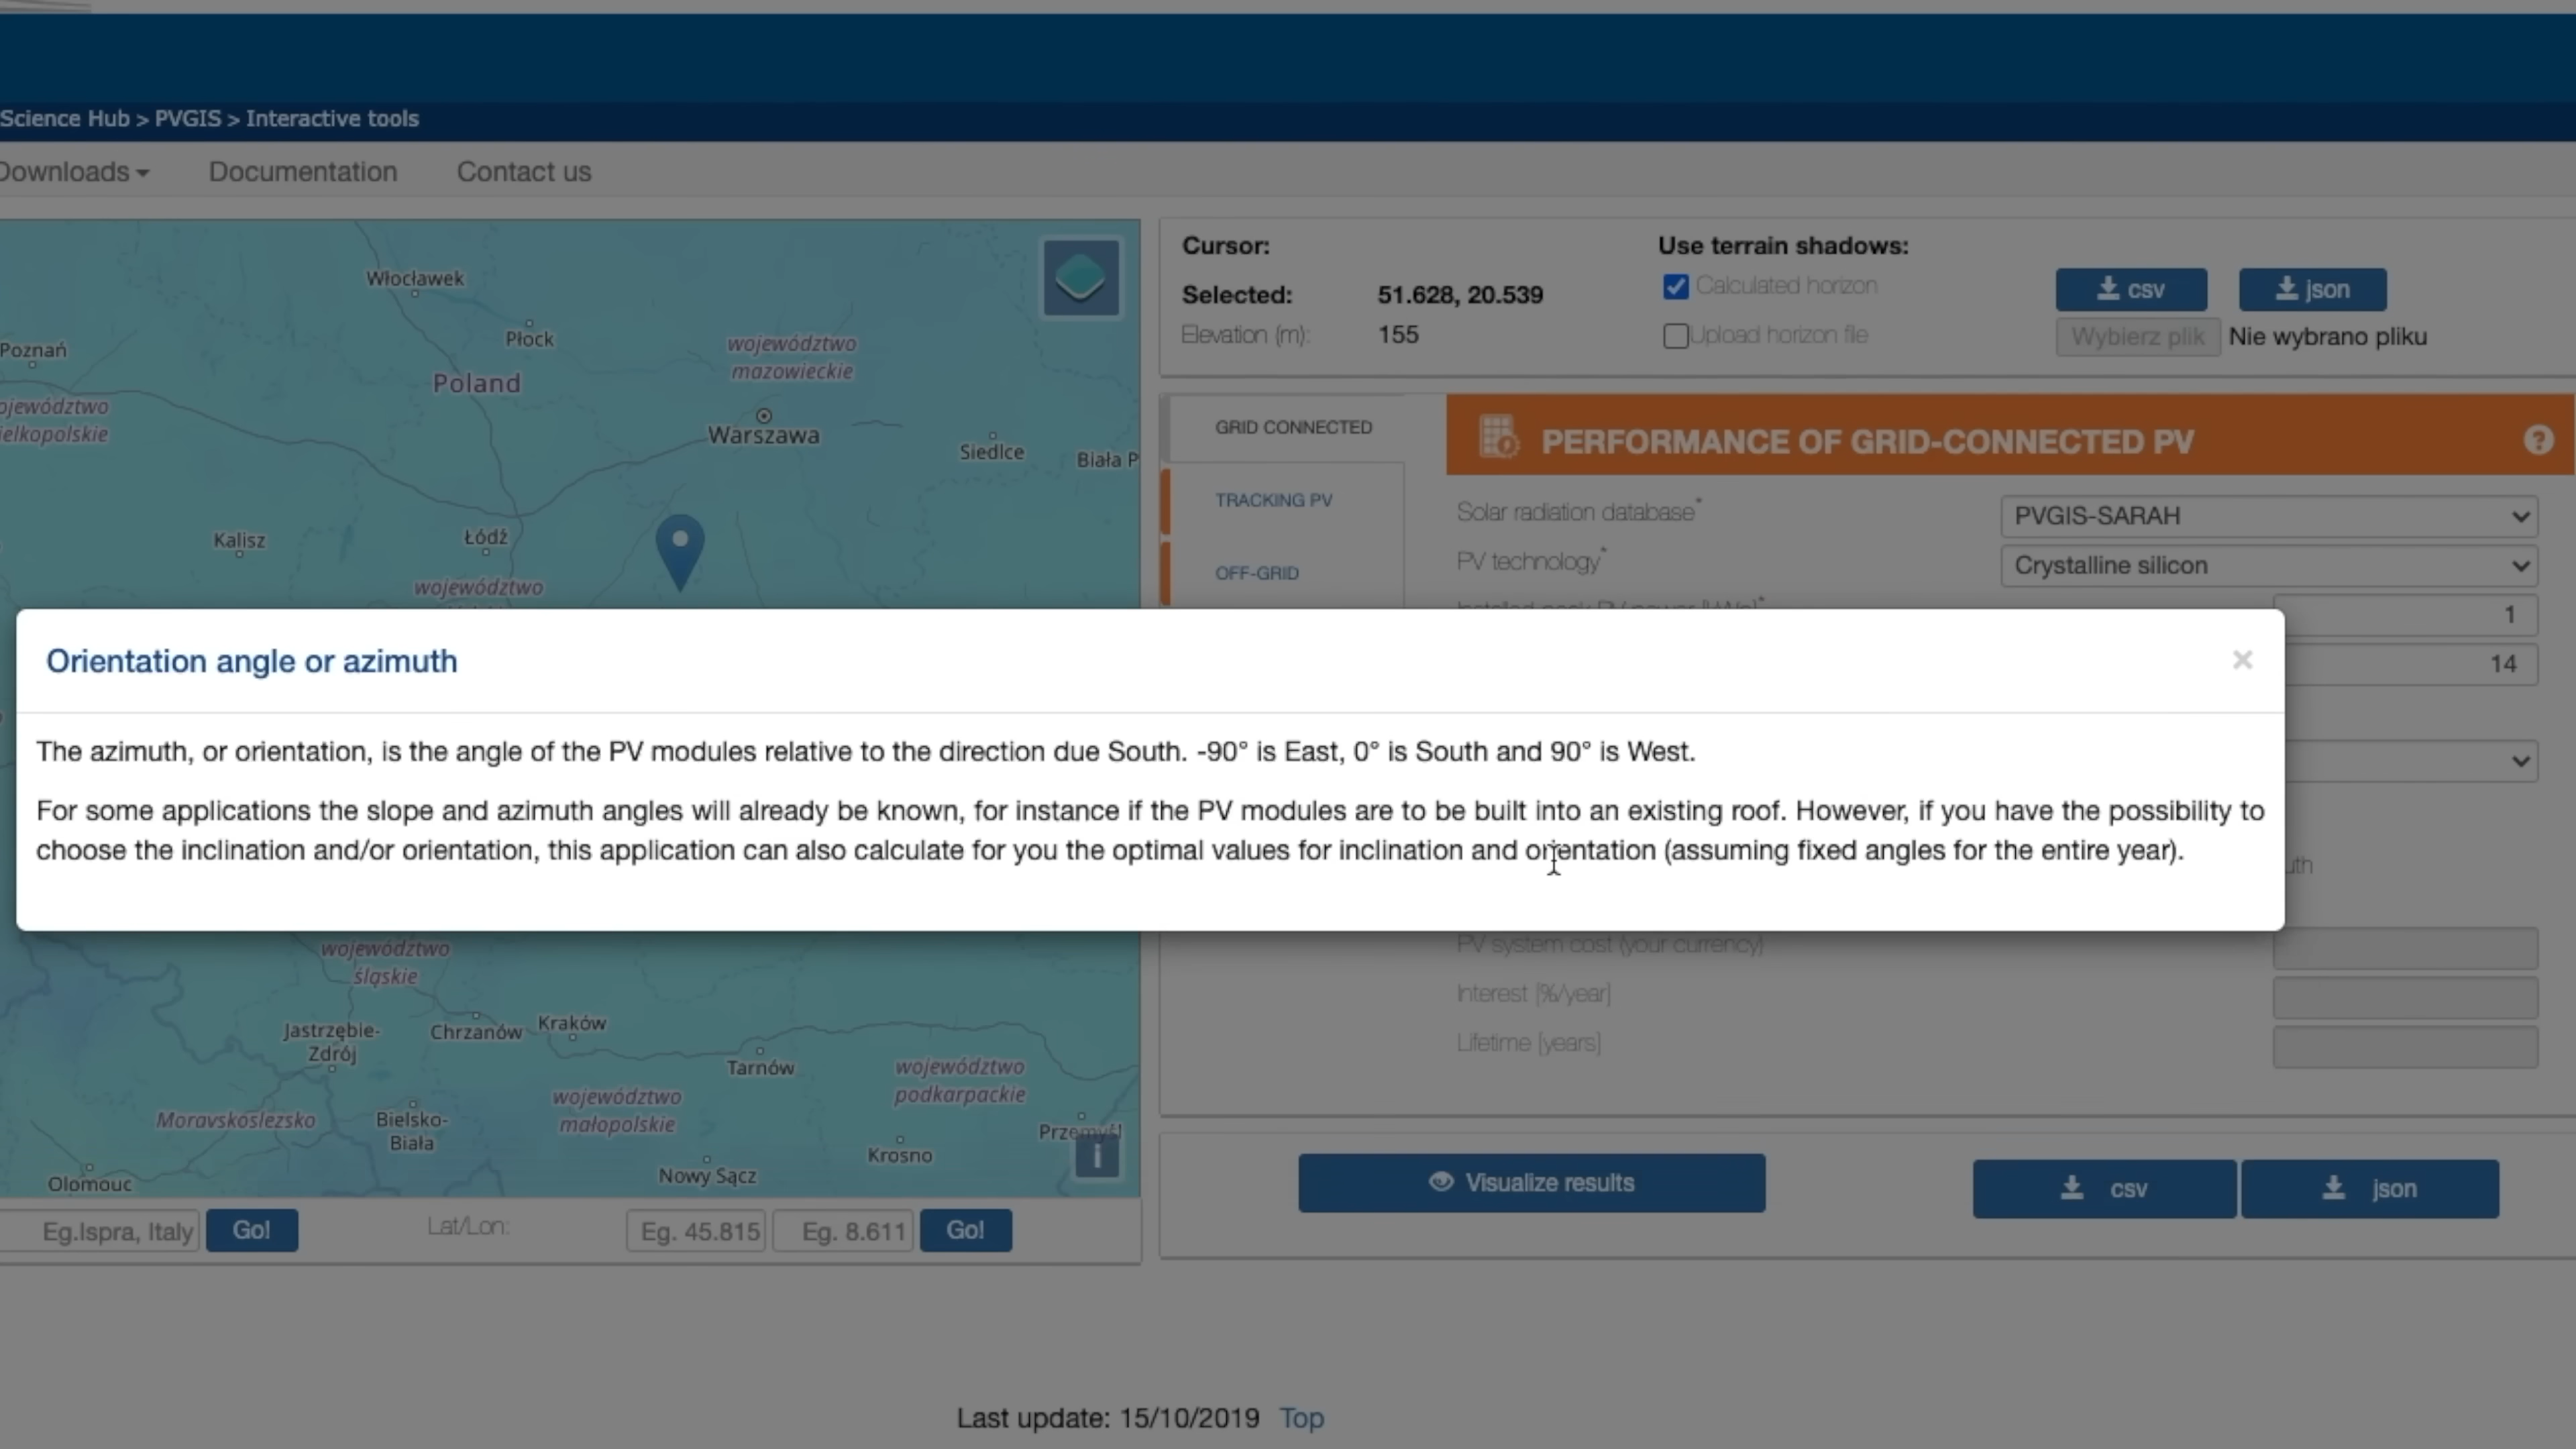 Science Hub > PVGIS > Interactive tools
Downloads
Documentation
Contact us
Włocławek
Płock
Poznań
województwo
mazowieckie
Poland
Warszawa
Siedlce
Biała P
Kalisz
Łódź
województwo
Cursor:
Selected: 51.628, 20.539
Elevation (m): 155
Use terrain shadows:
Calculated horizon
Upload horizon file
csv
json
Wybierz plik Nie wybrano pliku
GRID CONNECTED
TRACKING PV
OFF-GRID
PERFORMANCE OF GRID-CONNECTED PV
?
Solar radiation database*
PVGIS-SARAH
PV technology*
Crystalline silicon
1
14
Orientation angle or azimuth
×
The azimuth, or orientation, is the angle of the PV modules relative to the direction due South. -90° is East, 0° is South and 90° is West.
For some applications the slope and azimuth angles will already be known, for instance if the PV modules are to be built into an existing roof. However, if you have the possibility to
choose the inclination and/or orientation, this application can also calculate for you the optimal values for inclination and orientation (assuming fixed angles for the entire year).
PV system cost (your currency)
Interest [%/year]
Lifetime [years]
województwo
śląskie
Jastrzębie-
Zdrój
Chrzanów
Kraków
Tarnów
województwo
podkarpackie
województwo
małopolskie
Moravskoslezsko
Bielsko-
Biała
Przemyśl
Krosno
Nowy Sącz
Olomouc
i
Eg.Ispra, Italy
Go!
Lat/Lon:
Eg. 45.815
Eg. 8.611
Go!
Visualize results
csv
json
Last update: 15/10/2019 Top